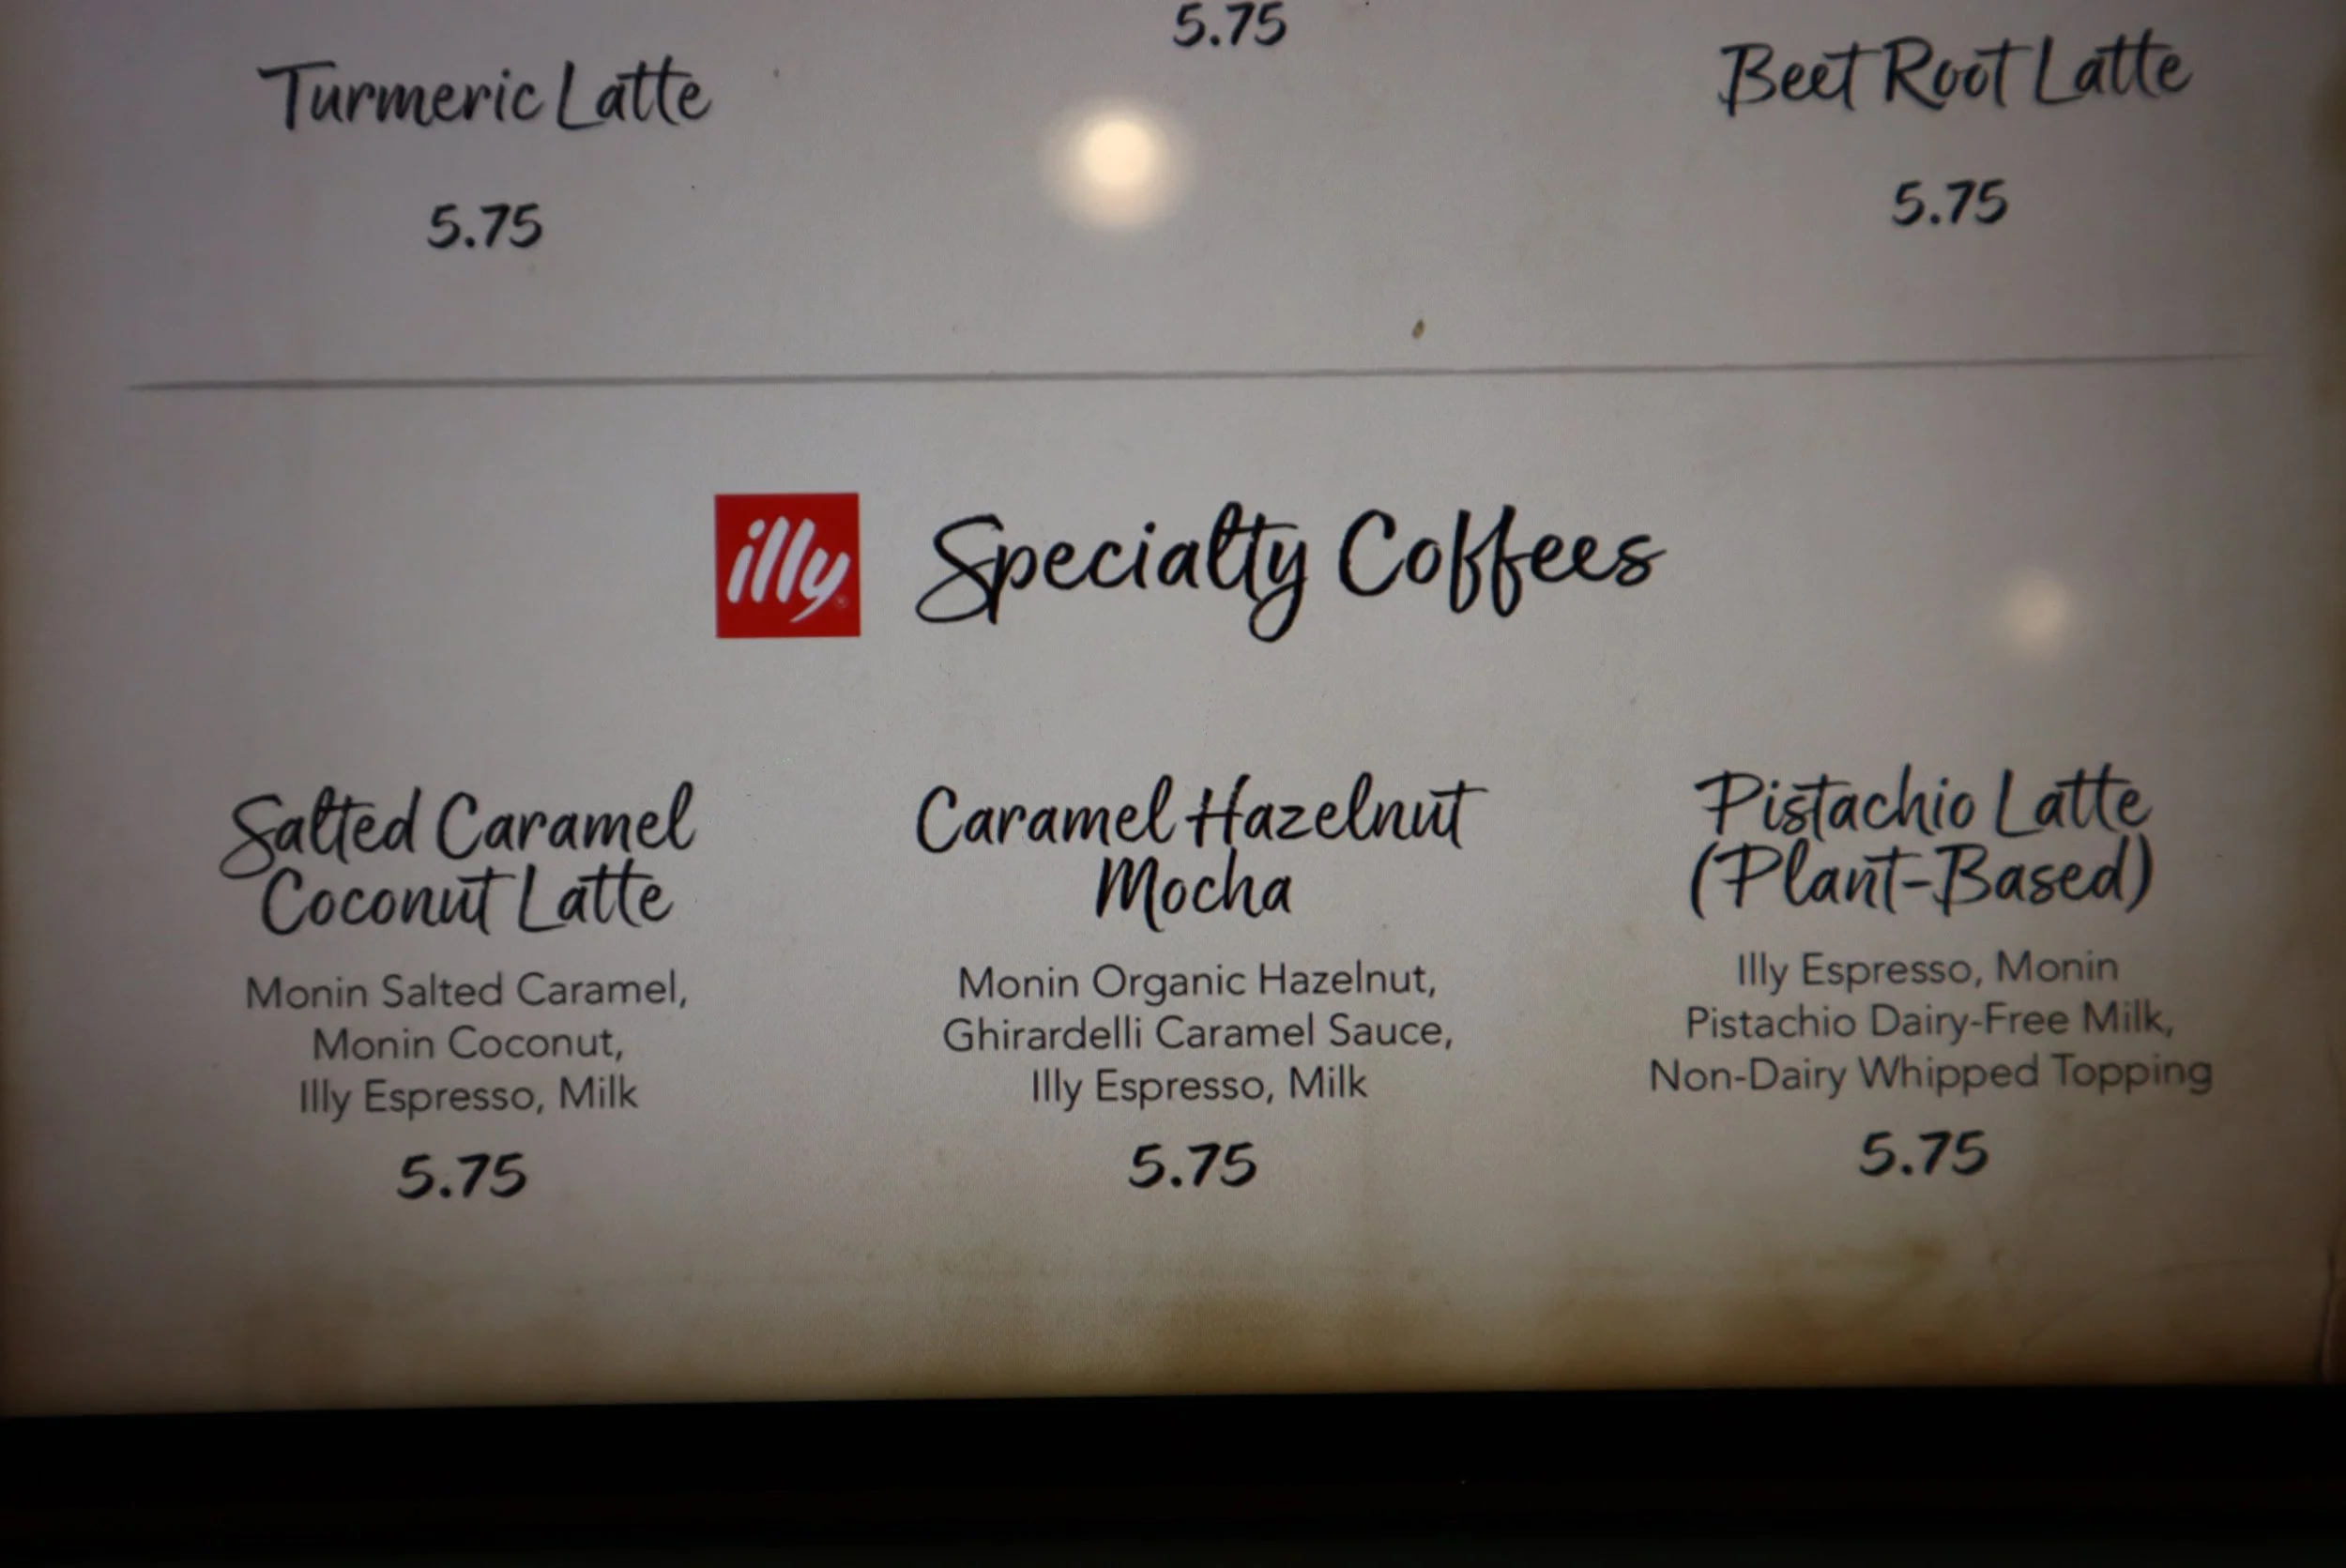 5.75
Turmeric Latte
5.75
Beet Root Latte
5.75
illy
Specialty Coffees
Salted Caramel
Coconut Latte
Monin Salted Caramel,
Monin Coconut,
Illy Espresso, Milk
5.75
Caramel Hazelnut
Mocha
Monin Organic Hazelnut,
Ghirardelli Caramel Sauce,
Illy Espresso, Milk
5.75
Pistachio Latte
(Plant-Based)
Illy Espresso, Monin
Pistachio Dairy-Free Milk,
Non-Dairy Whipped Topping
5.75